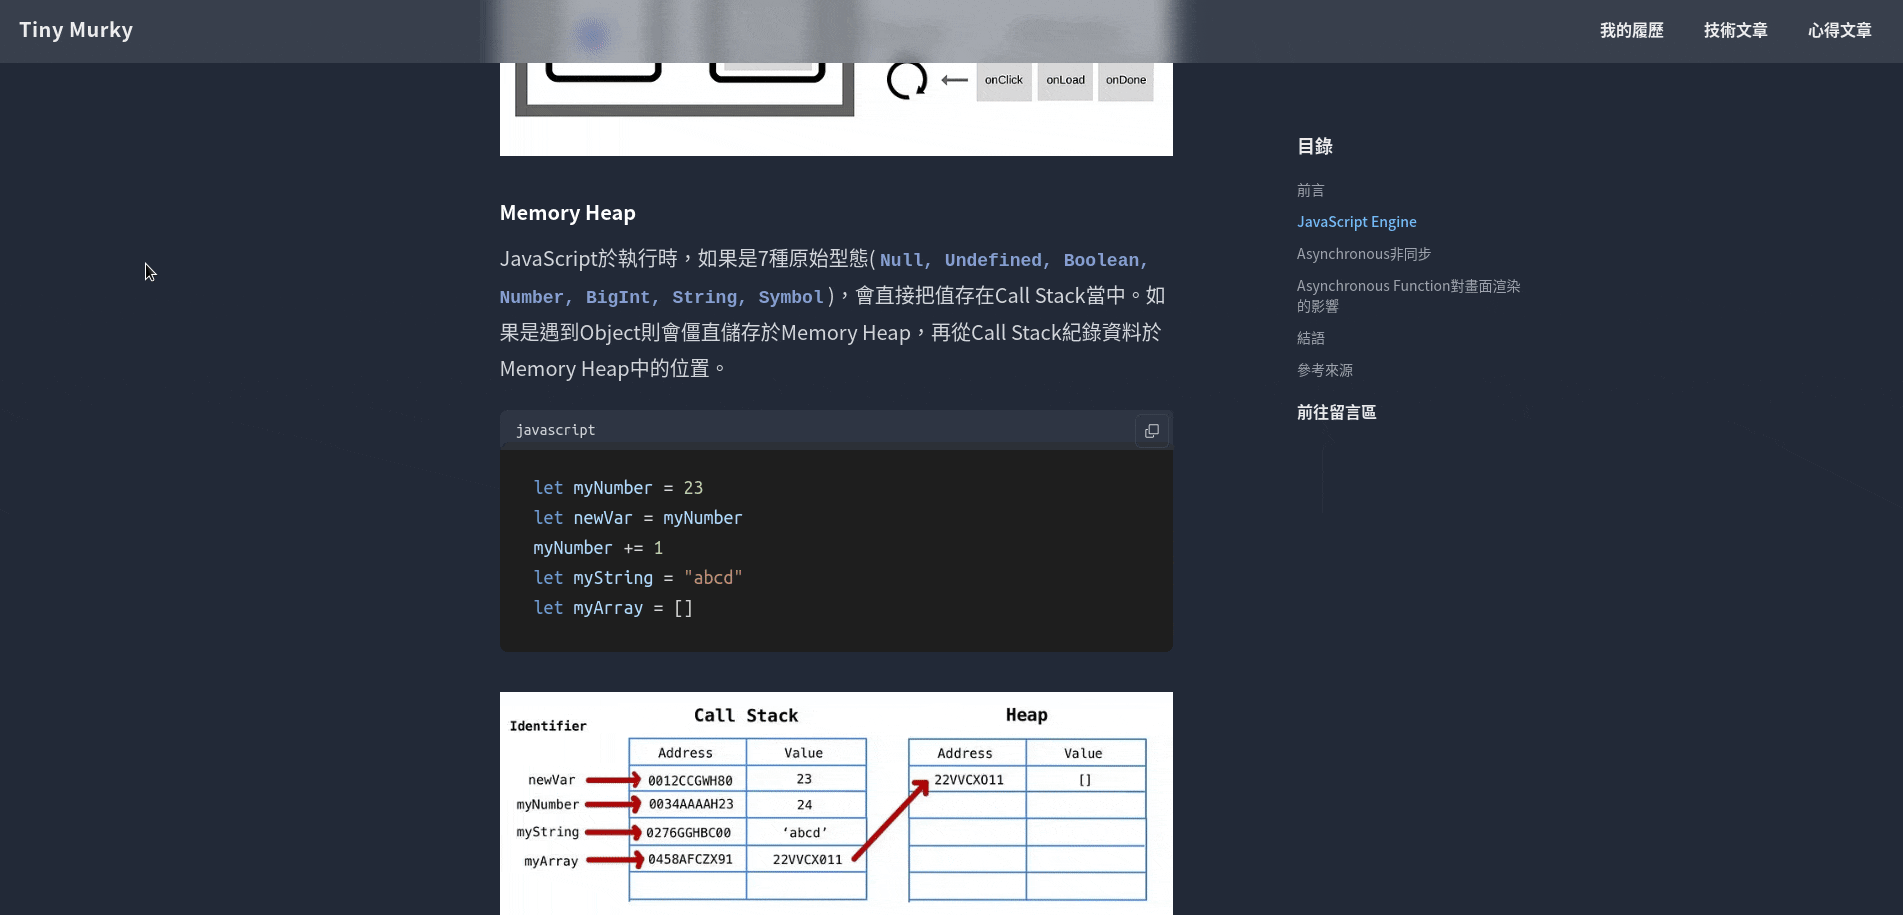 Tiny Murky
我的履歷 技術文章 心得文章
onClick onLoad onDone
Memory Heap
JavaScript於執行時，如果是7種原始型態( Null, Undefined, Boolean,
Number, BigInt, String, Symbol )，會直接把值存在Call Stack當中。如
果是遇到Object則會僵直儲存於Memory Heap，再從Call Stack紀錄資料於
Memory Heap中的位置。
javascript
let myNumber = 23
let newVar = myNumber
myNumber += 1
let myString = "abcd"
let myArray = []
Call Stack Heap
Identifier
Address Value Address Value
newVar 0012CCGWH80 23 22VVCXO11 []
myNumber 0034AAAAH23 24
myString 0276GGHBC00 ‘abcd’
myArray 0458AFCZX91 22VVCX011
目錄
前言
JavaScript Engine
Asynchronous非同步
Asynchronous Function對畫面渲染
的影響
結語
參考來源
前往留言區